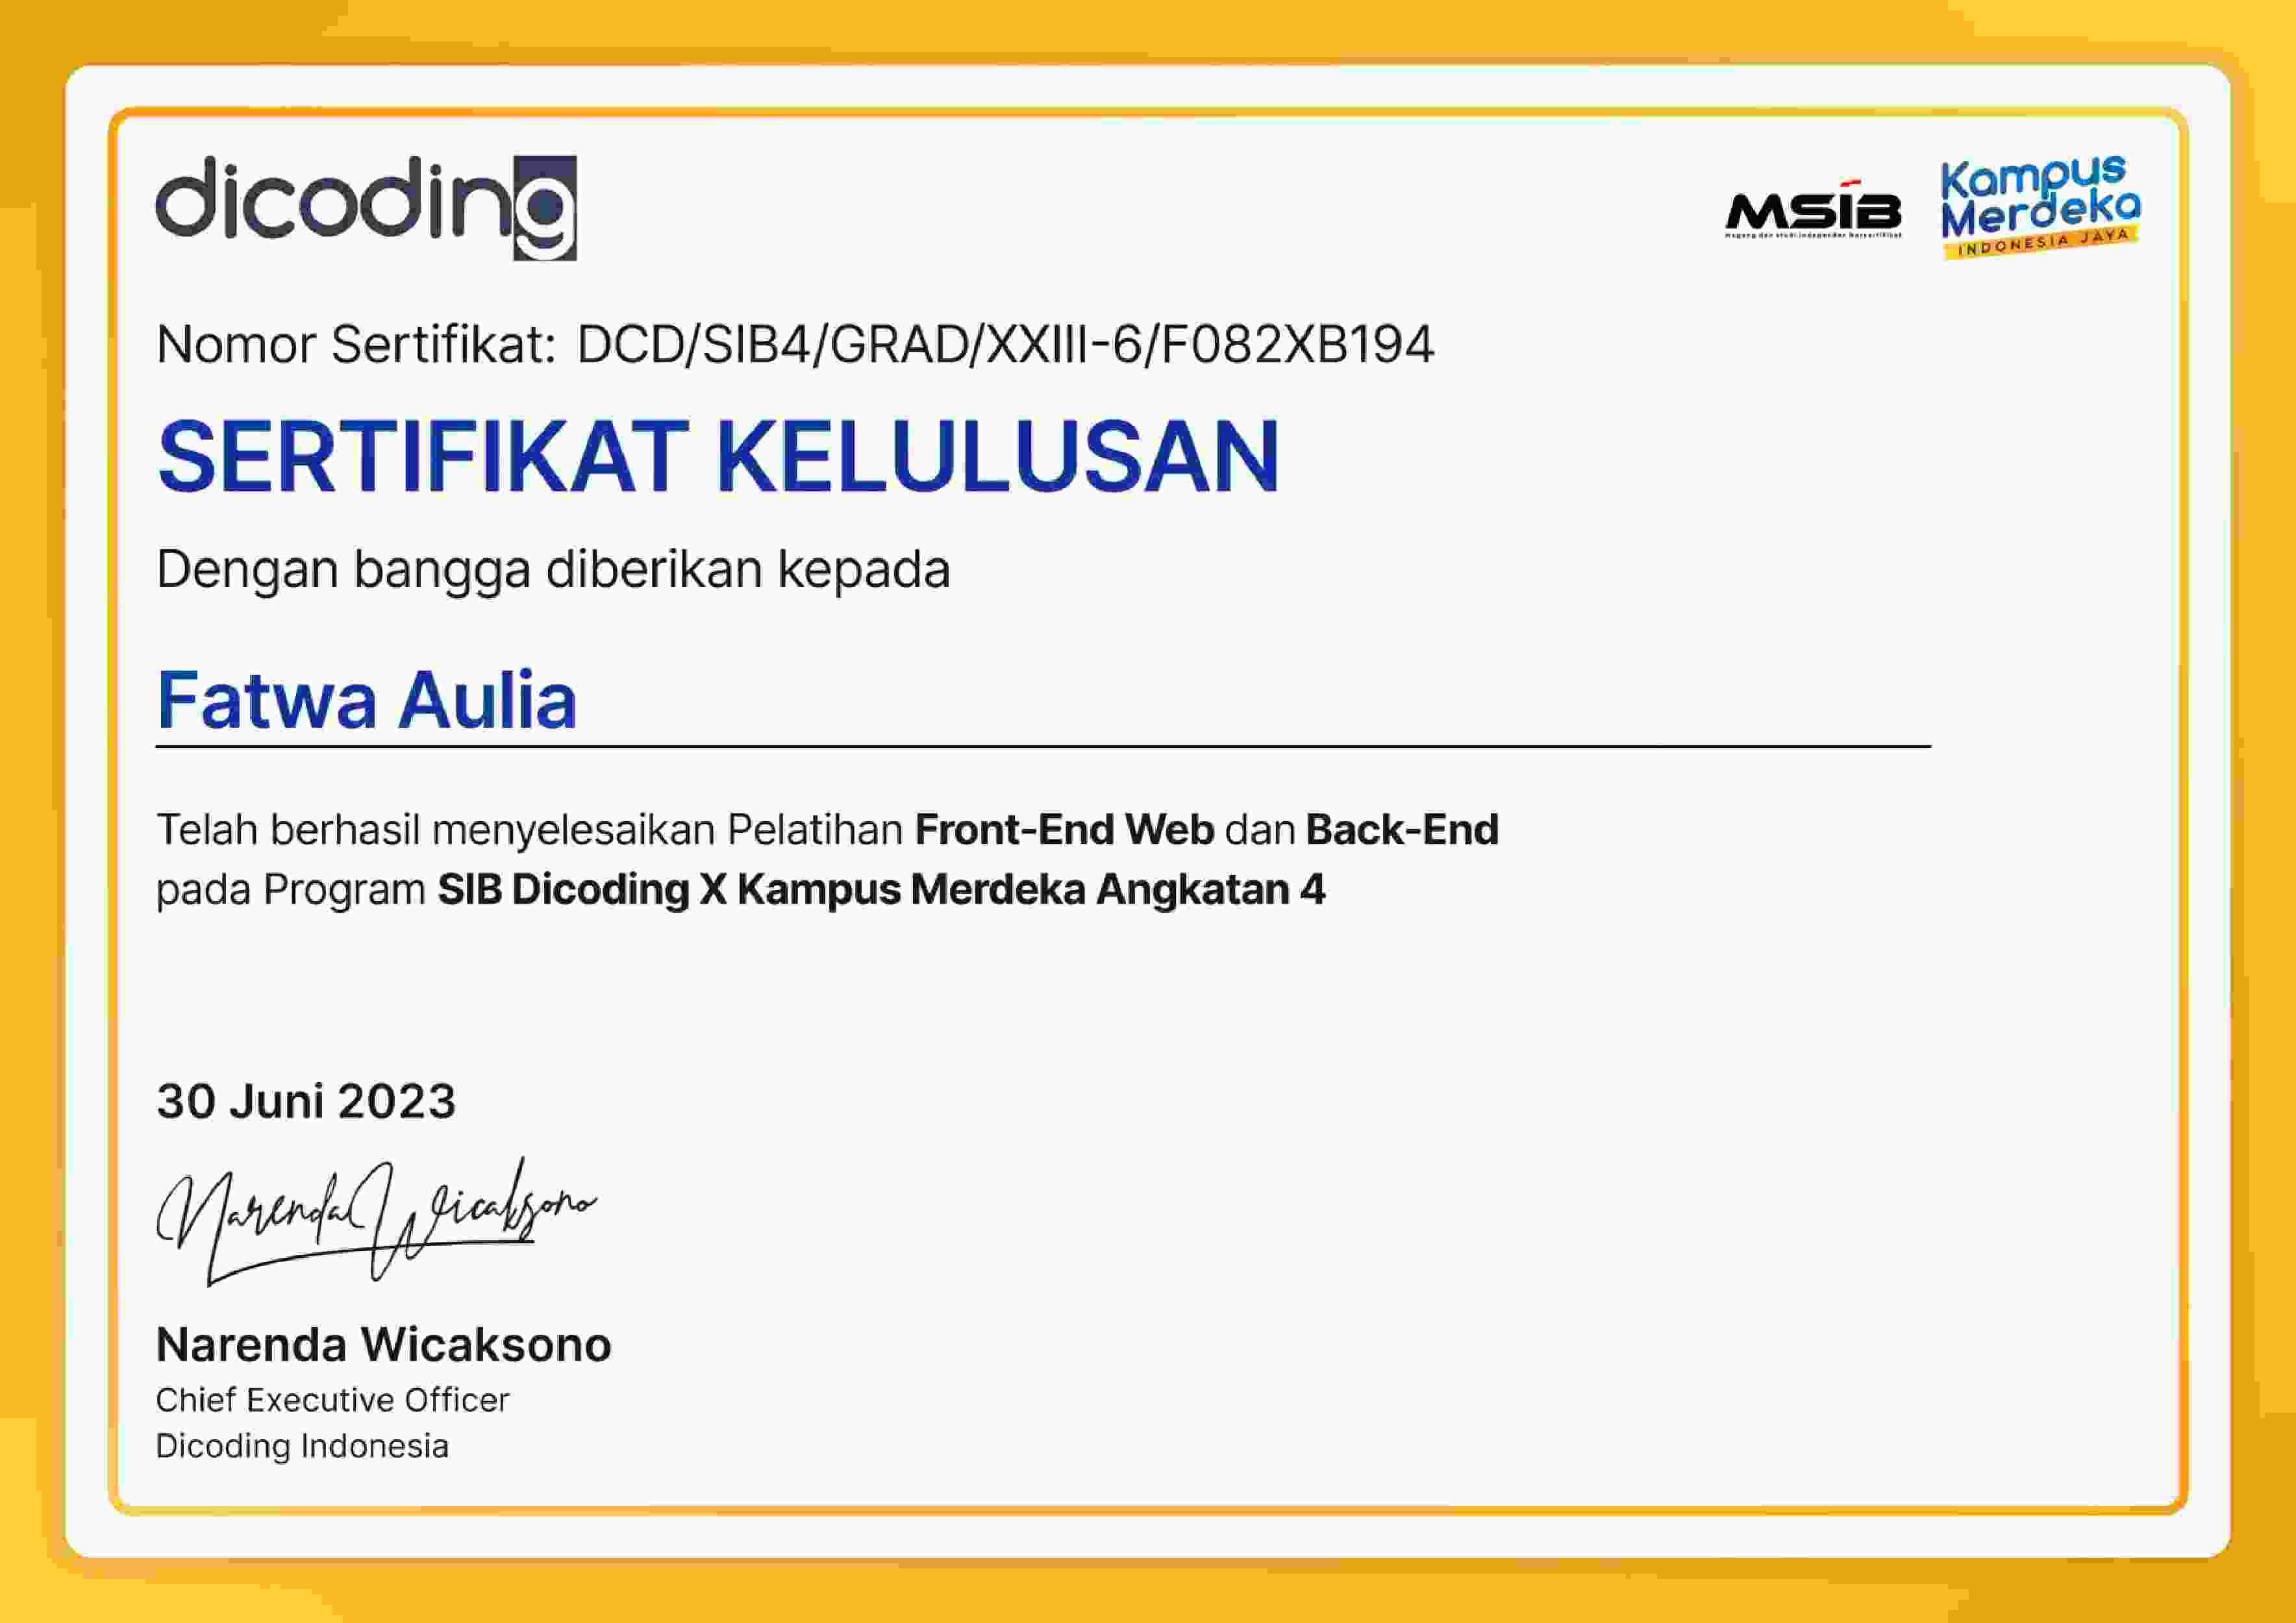 dicoding
MSIB
magang dan studi independen bersertifikat
Kampus
Merdeka
INDONESIA JAYA
Nomor Sertifikat: DCD/SIB4/GRAD/XXIII-6/F082XB194
SERTIFIKAT KELULUSAN
Dengan bangga diberikan kepada
Fatwa Aulia
Telah berhasil menyelesaikan Pelatihan Front-End Web dan Back-End
pada Program SIB Dicoding X Kampus Merdeka Angkatan 4
30 Juni 2023
Narenda Wicaksono
Narenda Wicaksono
Chief Executive Officer
Dicoding Indonesia